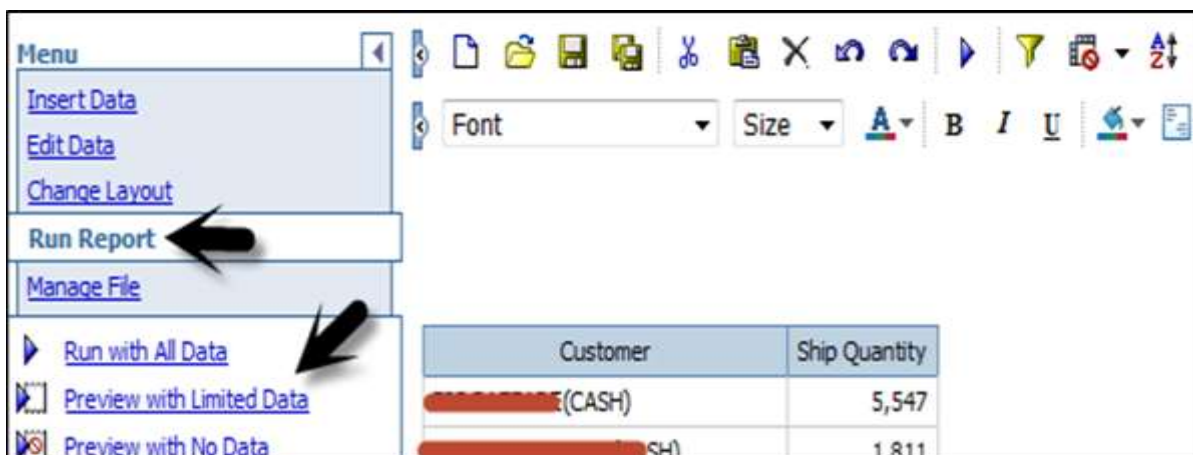 Menu
Insert Data
Edit Data
Change Layout
Run Report
Manage File
Run with All Data
Preview with Limited Data
Preview with No Data
Font Size A B I U
A Z
Customer Ship Quantity
(CASH) 5,547
SH) 1,811